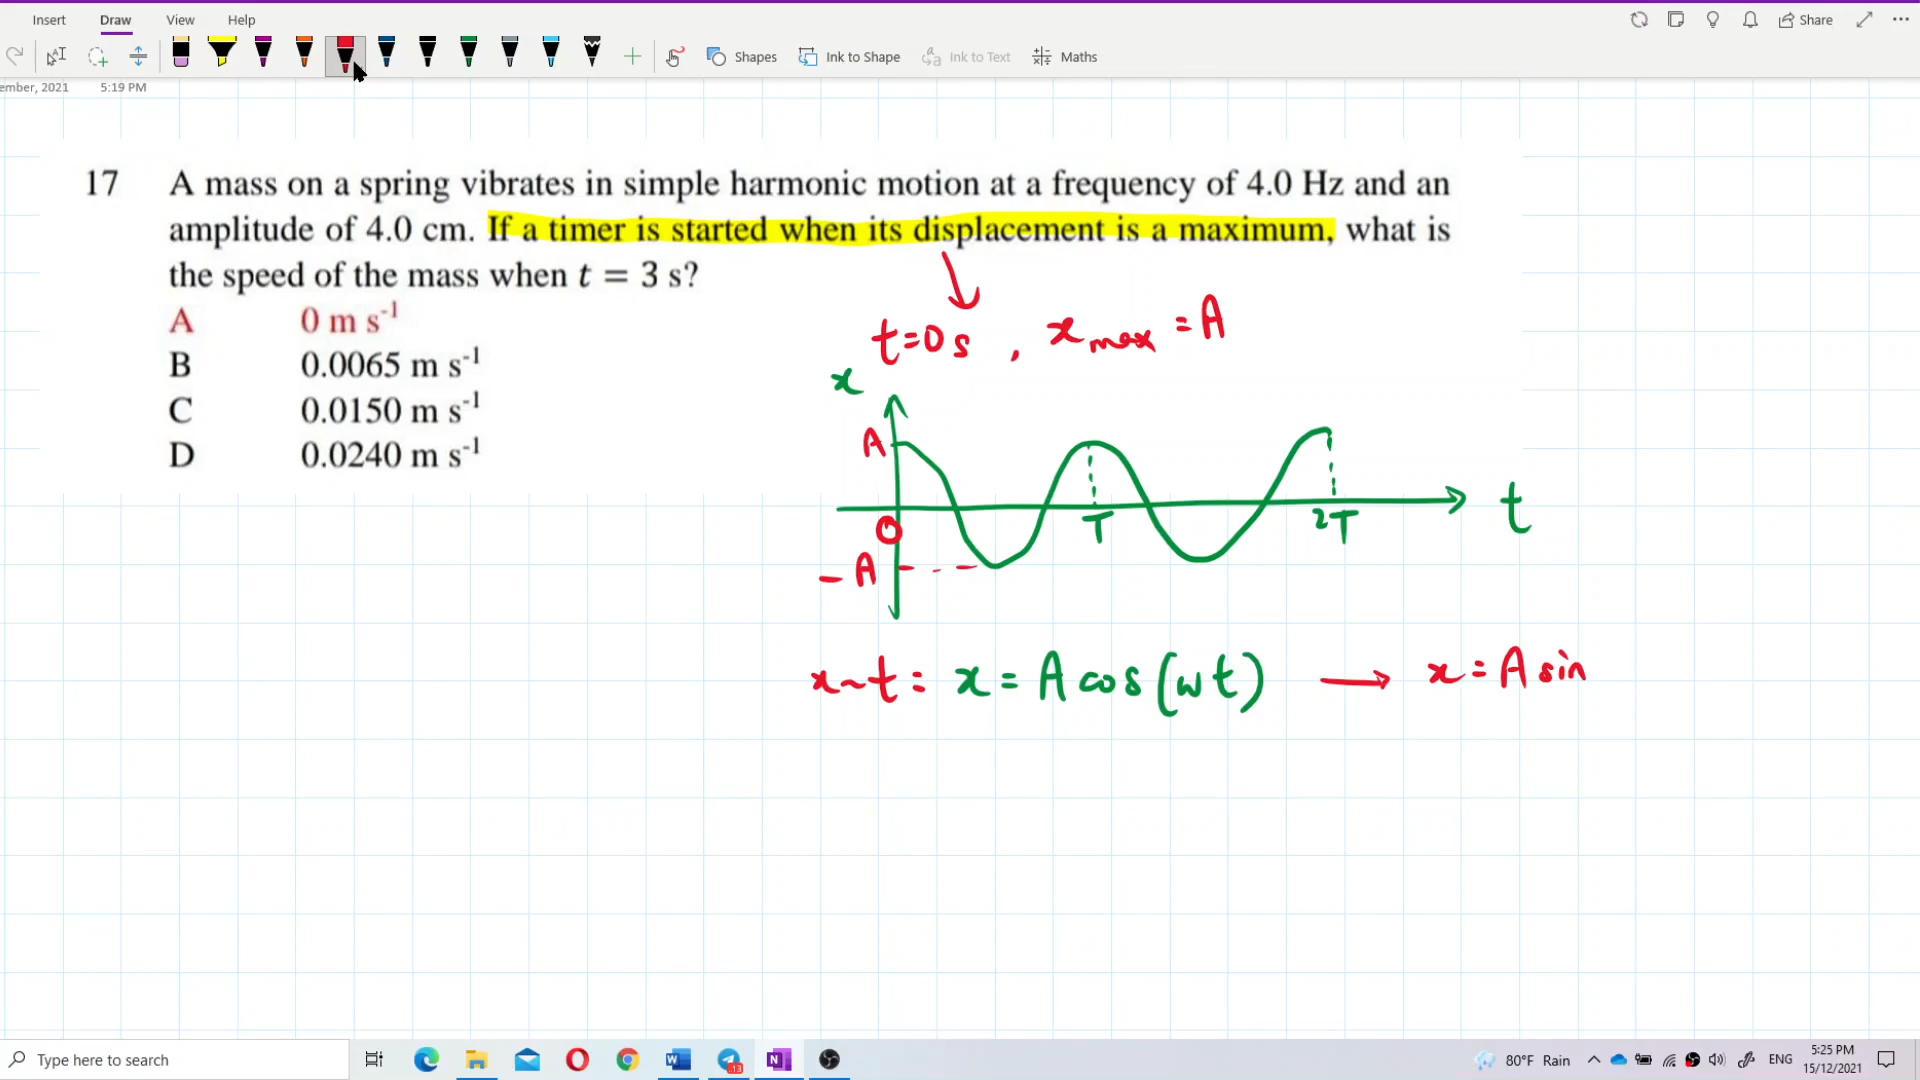 Insert Draw View Help
Share
Shapes Ink to Shape Ink to Text Maths
ember, 2021 5:19 PM
17 A mass on a spring vibrates in simple harmonic motion at a frequency of 4.0 Hz and an
amplitude of 4.0 cm. If a timer is started when its displacement is a maximum, what is
the speed of the mass when t = 3 s?
A 0 m s⁻¹
B 0.0065 m s⁻¹
C 0.0150 m s⁻¹
D 0.0240 m s⁻¹
t=0s , x max = A
x
A
O
T
2T
t
- A
x~t : x = A cos (ωt) → x = A sin
Type here to search
13
80°F Rain
ENG
5:25 PM
15/12/2021